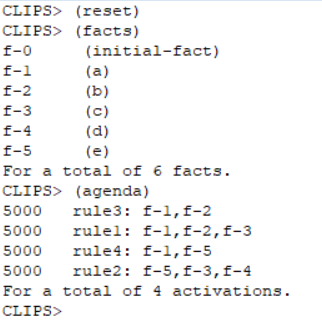 CLIPS> (reset)
CLIPS> (facts)
f-0     (initial-fact)
f-1     (a)
f-2     (b)
f-3     (c)
f-4     (d)
f-5     (e)
For a total of 6 facts.
CLIPS> (agenda)
5000   rule3: f-1,f-2
5000   rule1: f-1,f-2,f-3
5000   rule4: f-1,f-5
5000   rule2: f-5,f-3,f-4
For a total of 4 activations.
CLIPS>